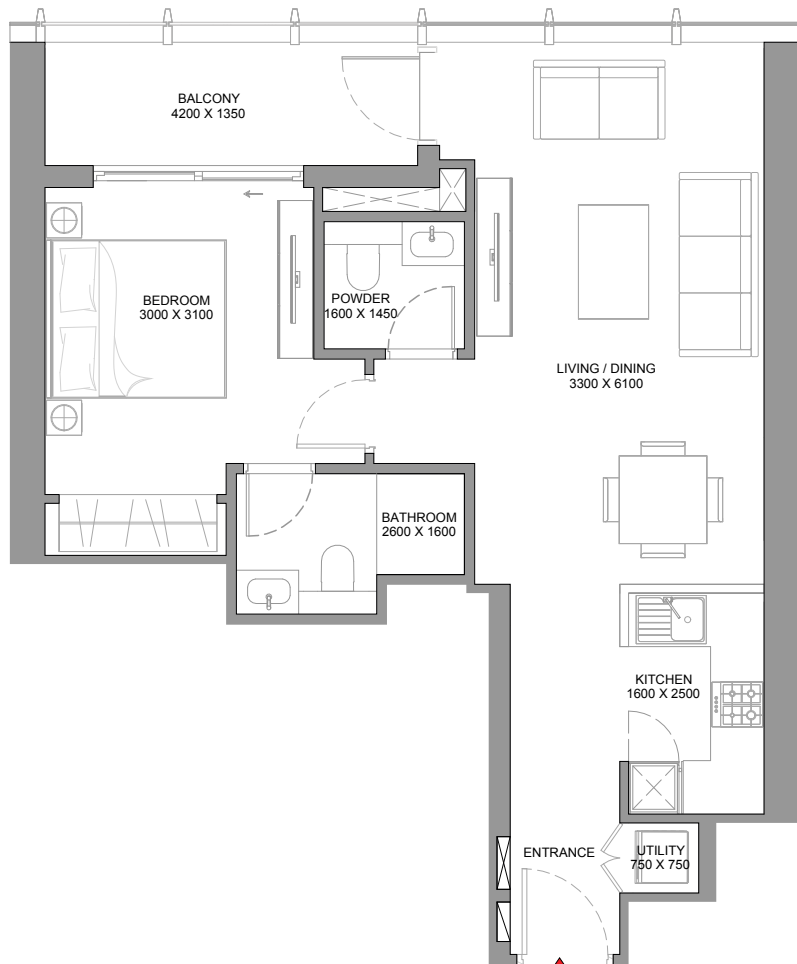 BALCONY
4200 X 1350
BEDROOM
3000 X 3100
POWDER
1600 X 1450
LIVING / DINING
3300 X 6100
BATHROOM
2600 X 1600
KITCHEN
1600 X 2500
ENTRANCE
UTILITY
750 X 750